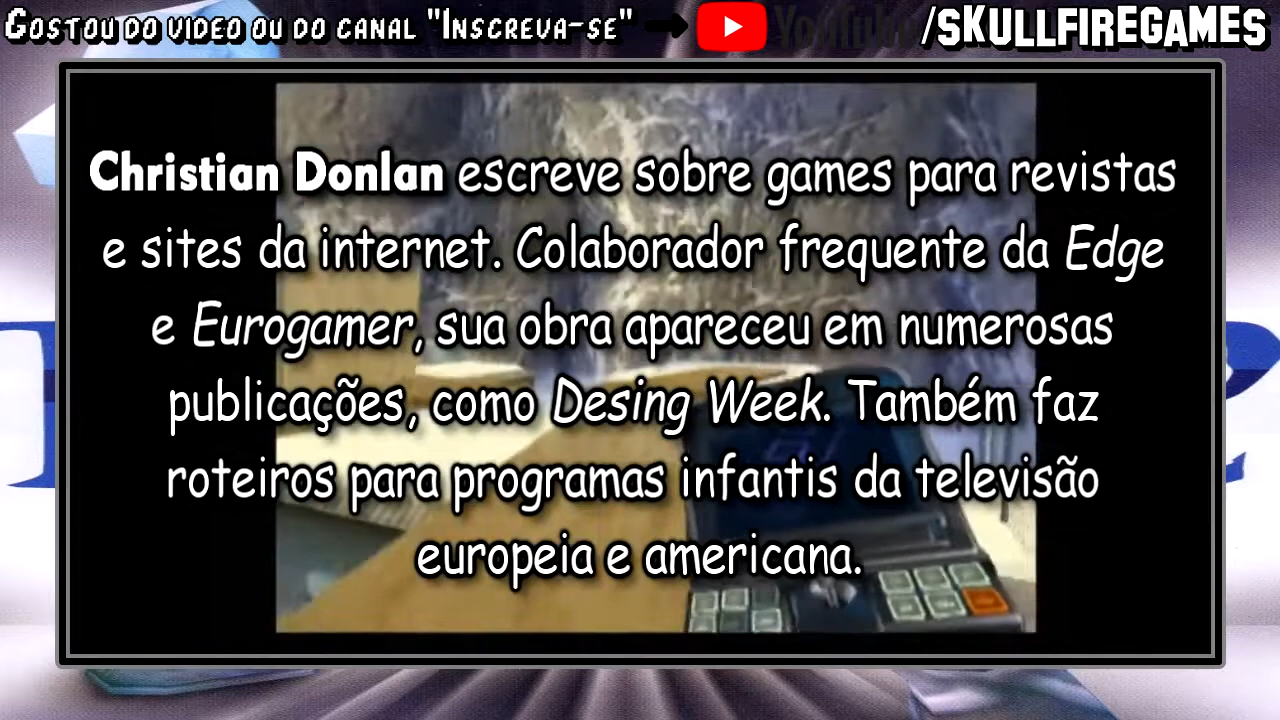 Gostou do video ou do canal "Inscreva-se" YouTube/SKULLFIREGAMES
Christian Donlan escreve sobre games para revistas
e sites da internet. Colaborador frequente da Edge
e Eurogamer, sua obra apareceu em numerosas
publicações, como Desing Week. Também faz
roteiros para programas infantis da televisão
europeia e americana.